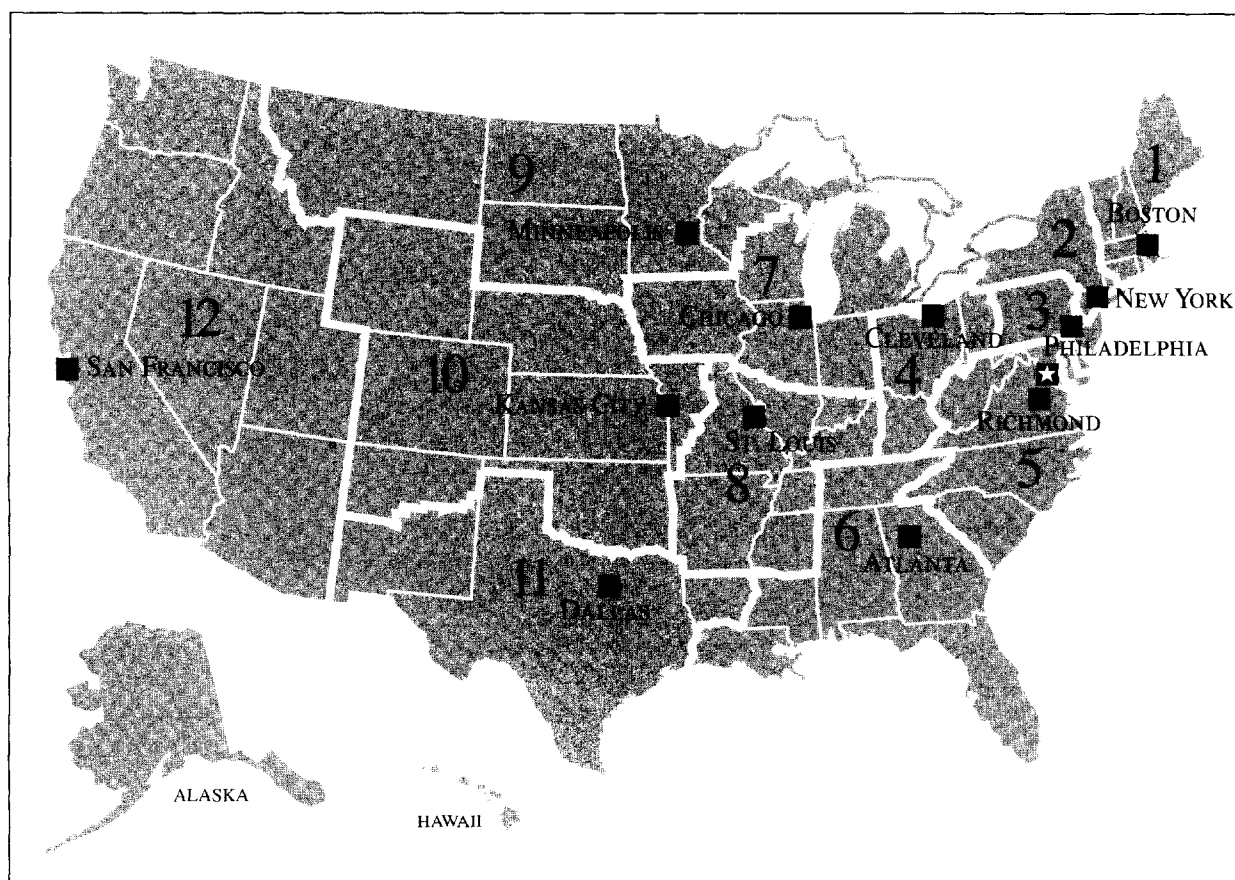 1
BOSTON
9
2
MINNEAPOLIS
7
NEW YORK
12
CHICAGO
3
CLEVELAND
PHILADELPHIA
SAN FRANCISCO
10
4
KANSAS CITY
RICHMOND
ST. LOUIS
5
8
6
ATLANTA
11
DALLAS
ALASKA
HAWAII